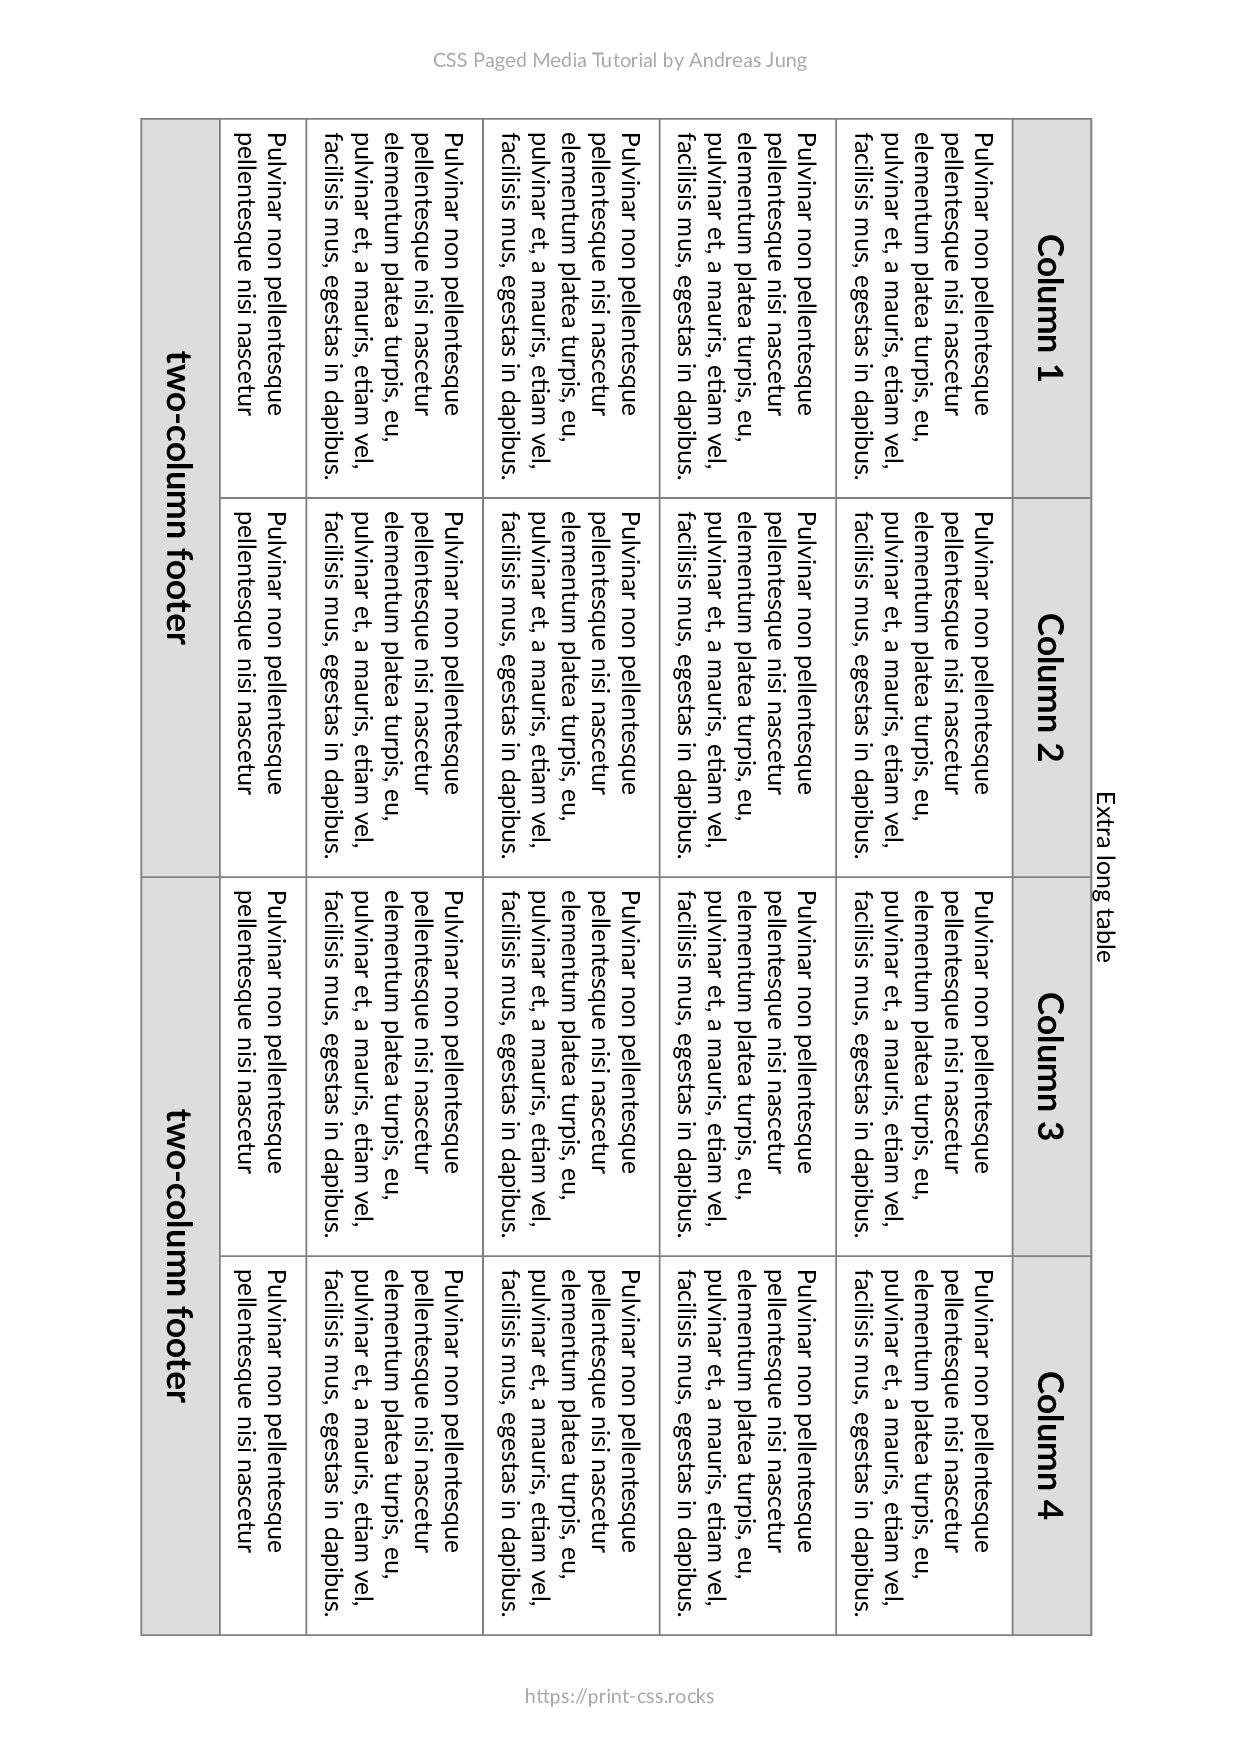 CSS Paged Media Tutorial by Andreas Jung
Extra long table
Column 1
Column 2
Column 3
Column 4
Pulvinar non pellentesque
pellentesque nisi nascetur
elementum platea turpis, eu,
pulvinar et, a mauris, etiam vel,
facilisis mus, egestas in dapibus.
Pulvinar non pellentesque
pellentesque nisi nascetur
elementum platea turpis, eu,
pulvinar et, a mauris, etiam vel,
facilisis mus, egestas in dapibus.
Pulvinar non pellentesque
pellentesque nisi nascetur
elementum platea turpis, eu,
pulvinar et, a mauris, etiam vel,
facilisis mus, egestas in dapibus.
Pulvinar non pellentesque
pellentesque nisi nascetur
elementum platea turpis, eu,
pulvinar et, a mauris, etiam vel,
facilisis mus, egestas in dapibus.
Pulvinar non pellentesque
pellentesque nisi nascetur
elementum platea turpis, eu,
pulvinar et, a mauris, etiam vel,
facilisis mus, egestas in dapibus.
Pulvinar non pellentesque
pellentesque nisi nascetur
elementum platea turpis, eu,
pulvinar et, a mauris, etiam vel,
facilisis mus, egestas in dapibus.
Pulvinar non pellentesque
pellentesque nisi nascetur
elementum platea turpis, eu,
pulvinar et, a mauris, etiam vel,
facilisis mus, egestas in dapibus.
Pulvinar non pellentesque
pellentesque nisi nascetur
elementum platea turpis, eu,
pulvinar et, a mauris, etiam vel,
facilisis mus, egestas in dapibus.
Pulvinar non pellentesque
pellentesque nisi nascetur
elementum platea turpis, eu,
pulvinar et, a mauris, etiam vel,
facilisis mus, egestas in dapibus.
Pulvinar non pellentesque
pellentesque nisi nascetur
elementum platea turpis, eu,
pulvinar et, a mauris, etiam vel,
facilisis mus, egestas in dapibus.
Pulvinar non pellentesque
pellentesque nisi nascetur
elementum platea turpis, eu,
pulvinar et, a mauris, etiam vel,
facilisis mus, egestas in dapibus.
Pulvinar non pellentesque
pellentesque nisi nascetur
elementum platea turpis, eu,
pulvinar et, a mauris, etiam vel,
facilisis mus, egestas in dapibus.
Pulvinar non pellentesque
pellentesque nisi nascetur
elementum platea turpis, eu,
pulvinar et, a mauris, etiam vel,
facilisis mus, egestas in dapibus.
Pulvinar non pellentesque
pellentesque nisi nascetur
elementum platea turpis, eu,
pulvinar et, a mauris, etiam vel,
facilisis mus, egestas in dapibus.
Pulvinar non pellentesque
pellentesque nisi nascetur
elementum platea turpis, eu,
pulvinar et, a mauris, etiam vel,
facilisis mus, egestas in dapibus.
Pulvinar non pellentesque
pellentesque nisi nascetur
elementum platea turpis, eu,
pulvinar et, a mauris, etiam vel,
facilisis mus, egestas in dapibus.
Pulvinar non pellentesque
pellentesque nisi nascetur
Pulvinar non pellentesque
pellentesque nisi nascetur
Pulvinar non pellentesque
pellentesque nisi nascetur
Pulvinar non pellentesque
pellentesque nisi nascetur
two-column footer
two-column footer
https://print-css.rocks